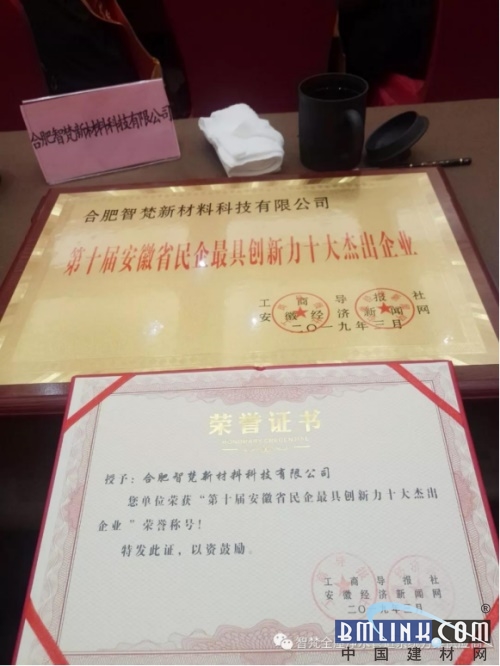 合肥智梵新材料科技有限公司
合肥智梵新材料科技有限公司
第十届安徽省民企最具创新力十大杰出企业
工商导报社
安徽经济新闻网
二〇一九年三月
荣誉证书
授予：合肥智梵新材料科技有限公司
您单位荣获“第十届安徽省民企最具创新力十大杰出
企业”荣誉称号！
特发此证，以资鼓励。
工商导报社
安徽经济新闻网
二〇一九年三月
BMLINK.COM
中国建材网